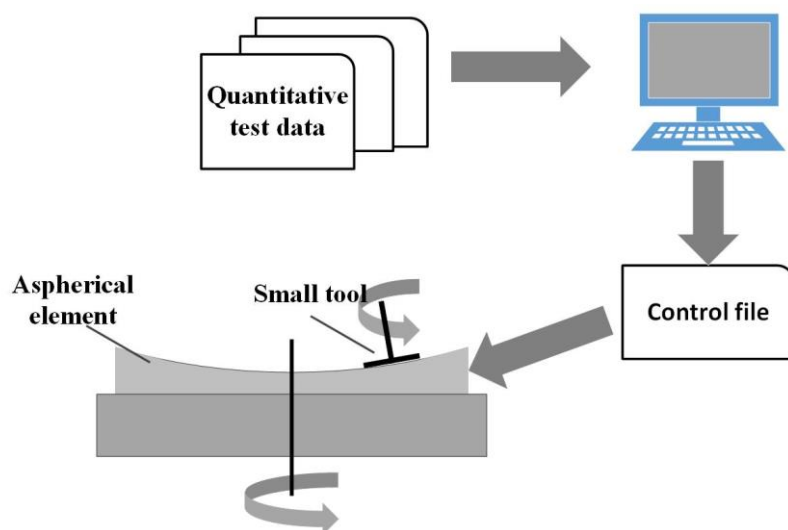 Quantitative
test data
Aspherical
element
Small tool
Control file